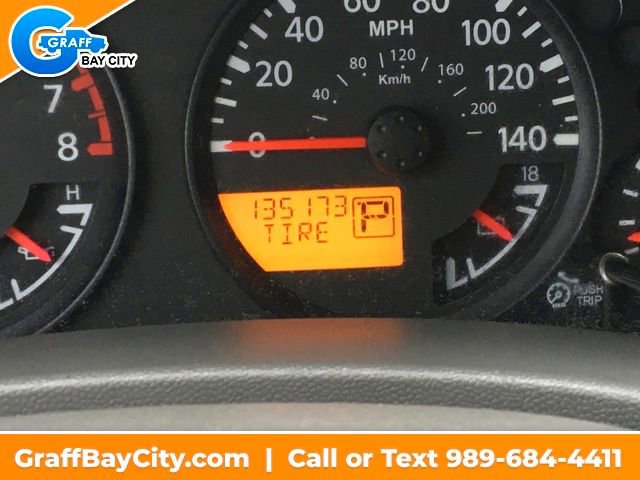 GRAFF
BAY CITY
60 80
MPH
7 40 100
80 120
Km/h
20 40 160 120
200
8 0 140
H 135173 P 18
TIRE
8
PUSH
TRIP
GraffBayCity.com | Call or Text 989-684-4411